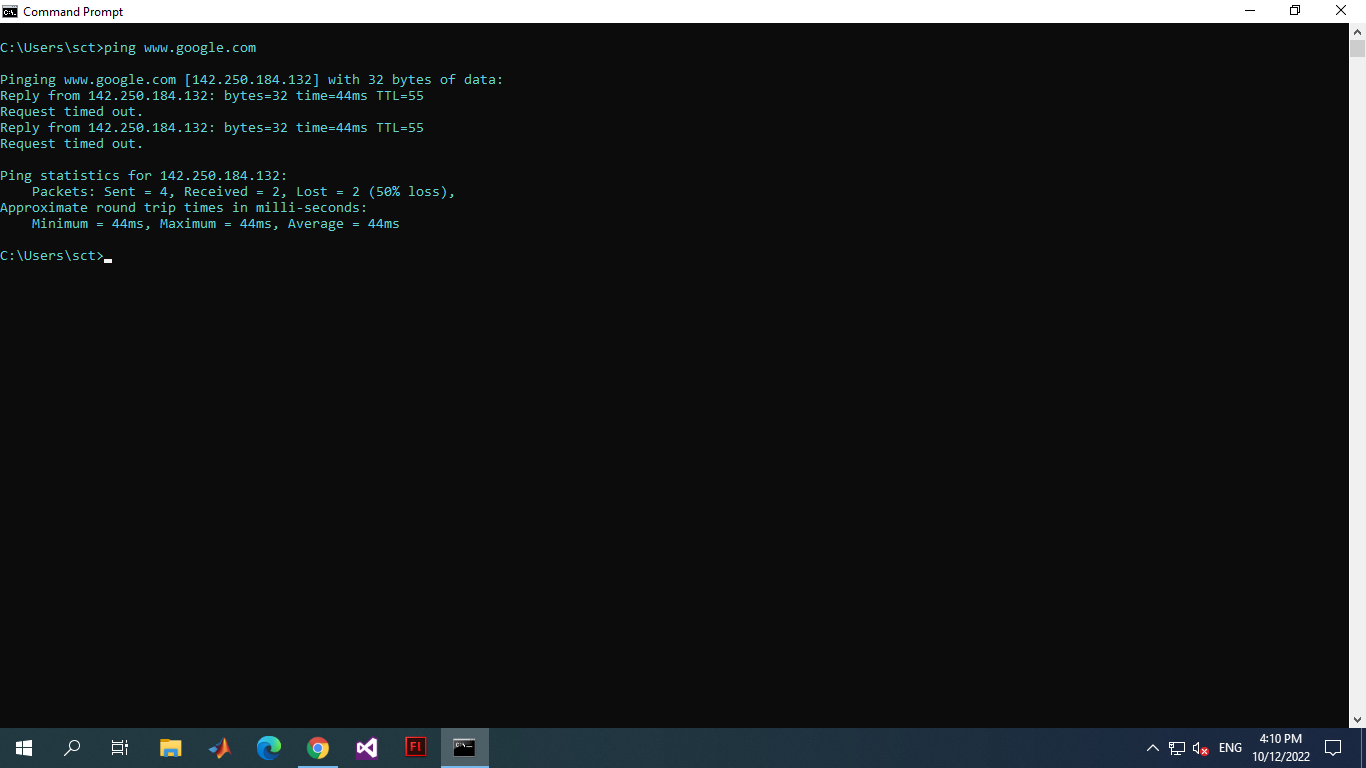 Command Prompt
C:\Users\sct>ping www.google.com
Pinging www.google.com [142.250.184.132] with 32 bytes of data:
Reply from 142.250.184.132: bytes=32 time=44ms TTL=55
Request timed out.
Reply from 142.250.184.132: bytes=32 time=44ms TTL=55
Request timed out.
Ping statistics for 142.250.184.132:
    Packets: Sent = 4, Received = 2, Lost = 2 (50% loss),
Approximate round trip times in milli-seconds:
    Minimum = 44ms, Maximum = 44ms, Average = 44ms
C:\Users\sct>
Fl
ENG
4:10 PM
10/12/2022